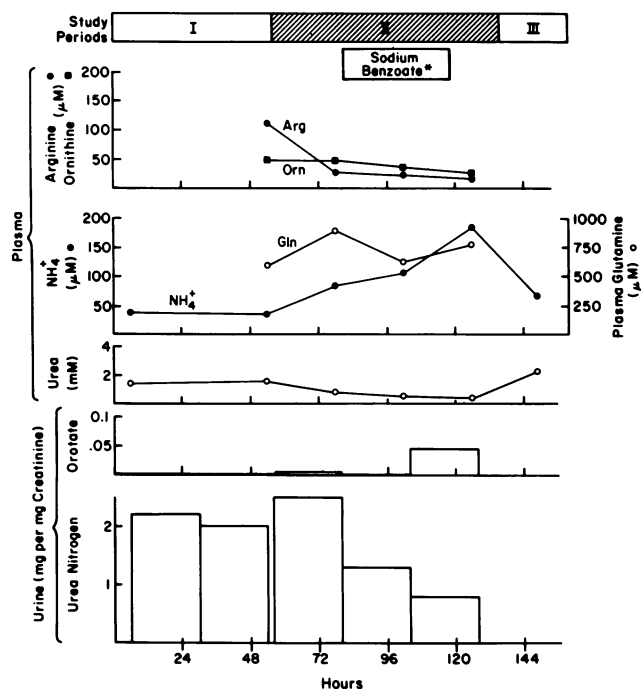 Study Periods
I
II
III
Sodium Benzoate*
Plasma
Arginine ●
Ornithine ■
(μM)
200
150
100
50
Arg
Orn
NH4+
(μM) ●
200
150
100
50
Gln
NH4+
1000
750
500
250
Plasma Glutamine
(μM) ○
Urea
(mM)
4
2
Urine (mg per mg Creatinine)
Orotate
0.1
.05
Urea Nitrogen
2
1
24 48 72 96 120 144
Hours